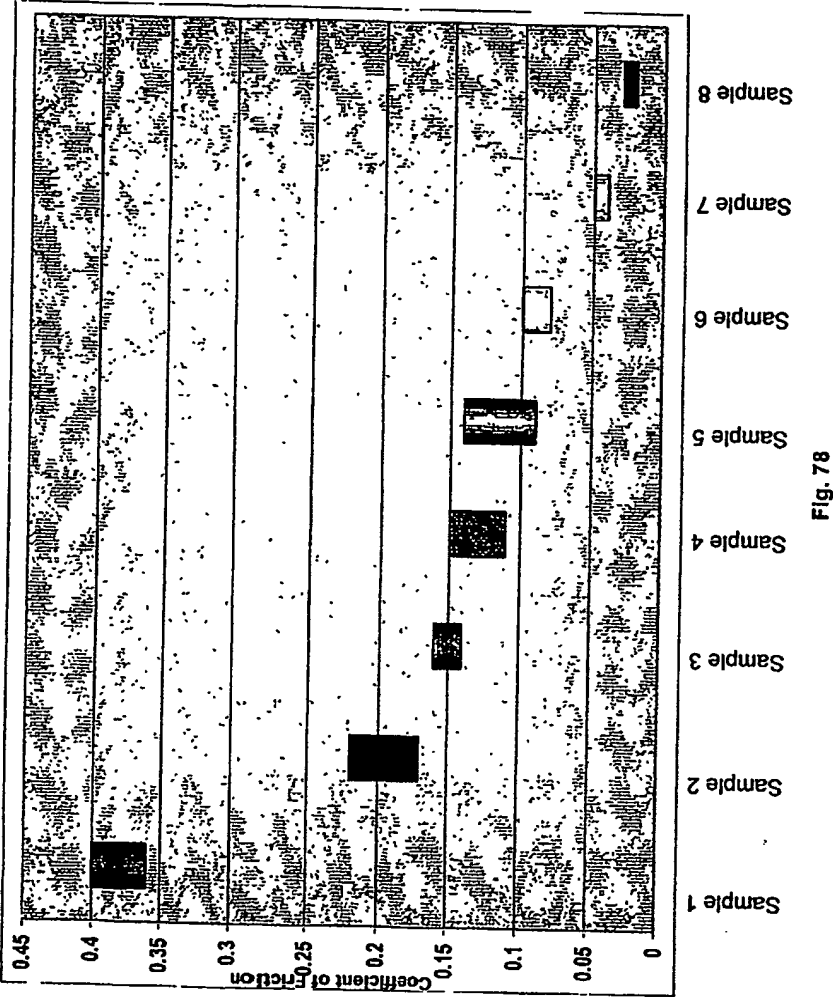 Coefficient of Friction
0.45
0.4
0.35
0.3
0.25
0.2
0.15
0.1
0.05
0
Sample 1
Sample 2
Sample 3
Sample 4
Sample 5
Sample 6
Sample 7
Sample 8
Fig. 78